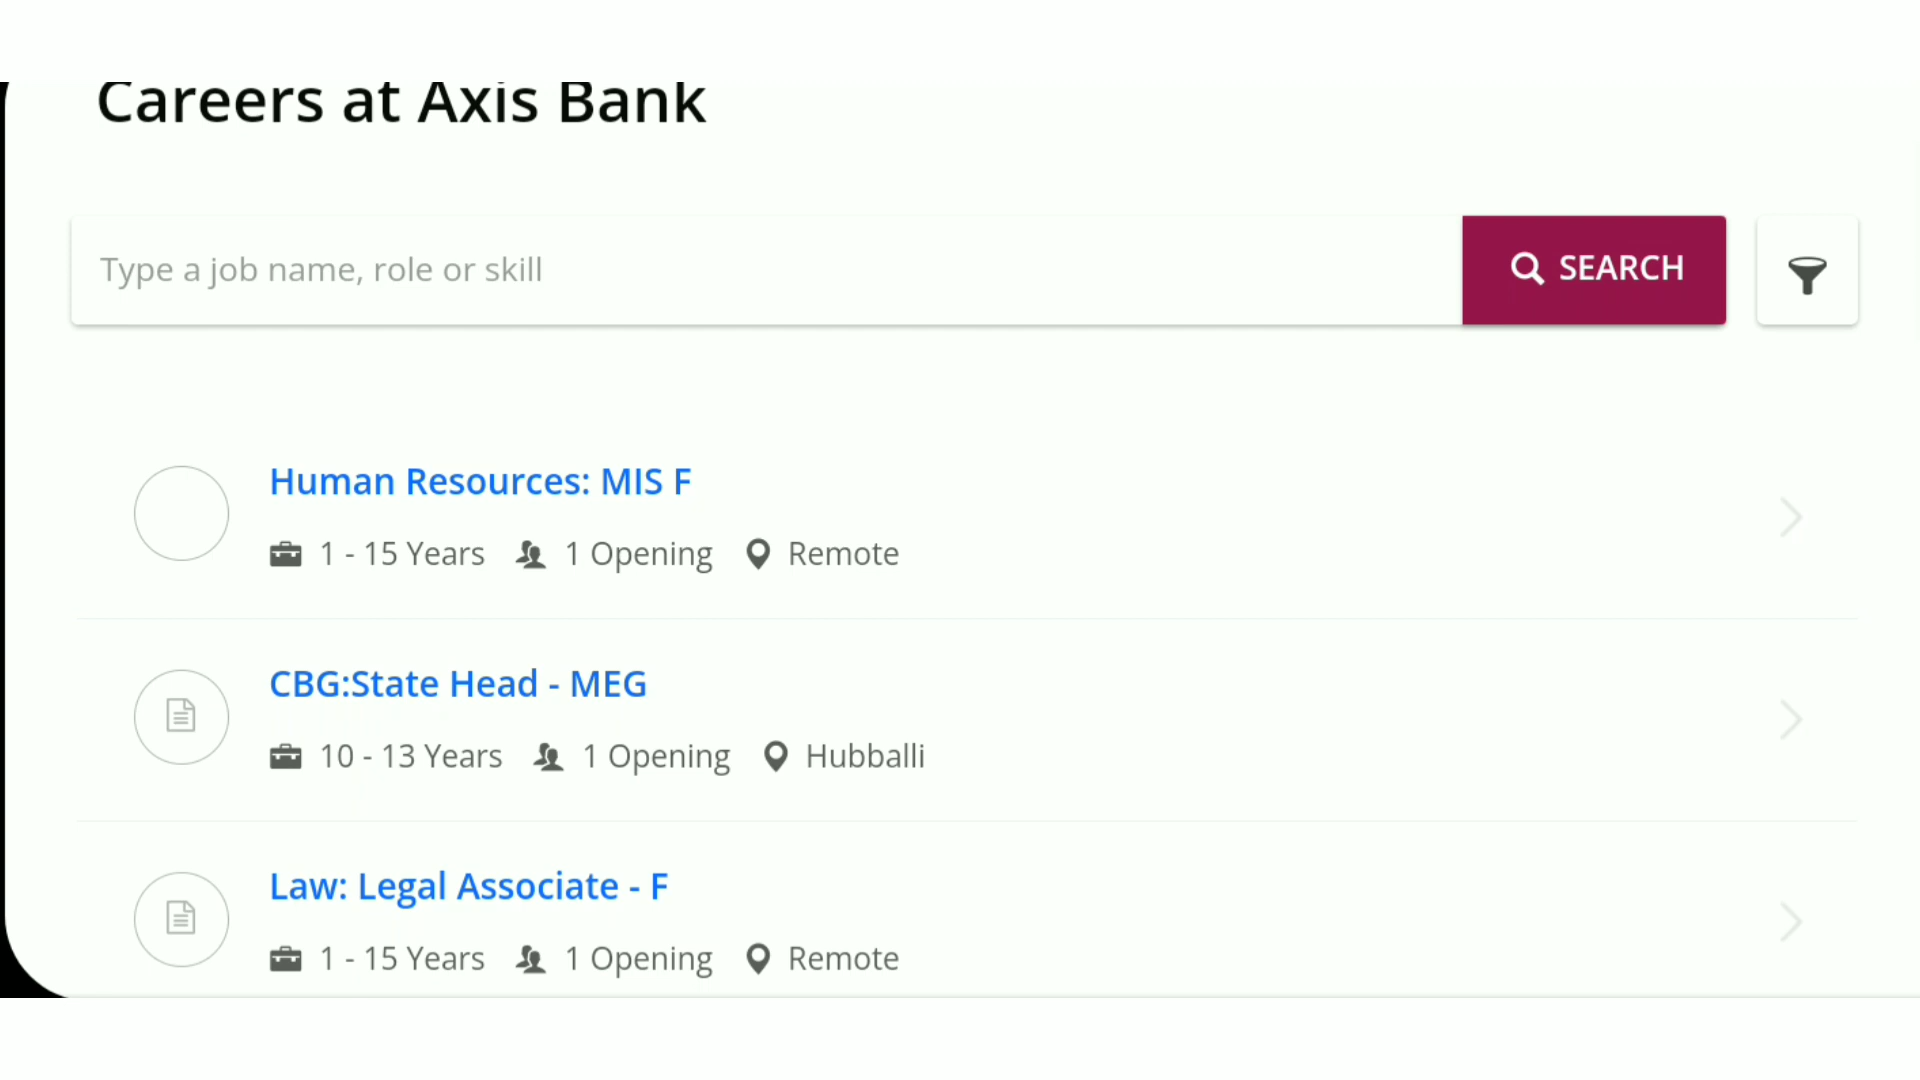 Careers at Axis Bank
Type a job name, role or skill
SEARCH
Human Resources: MIS F
1 - 15 Years 1 Opening Remote
CBG:State Head - MEG
10 - 13 Years 1 Opening Hubballi
Law: Legal Associate - F
1 - 15 Years 1 Opening Remote